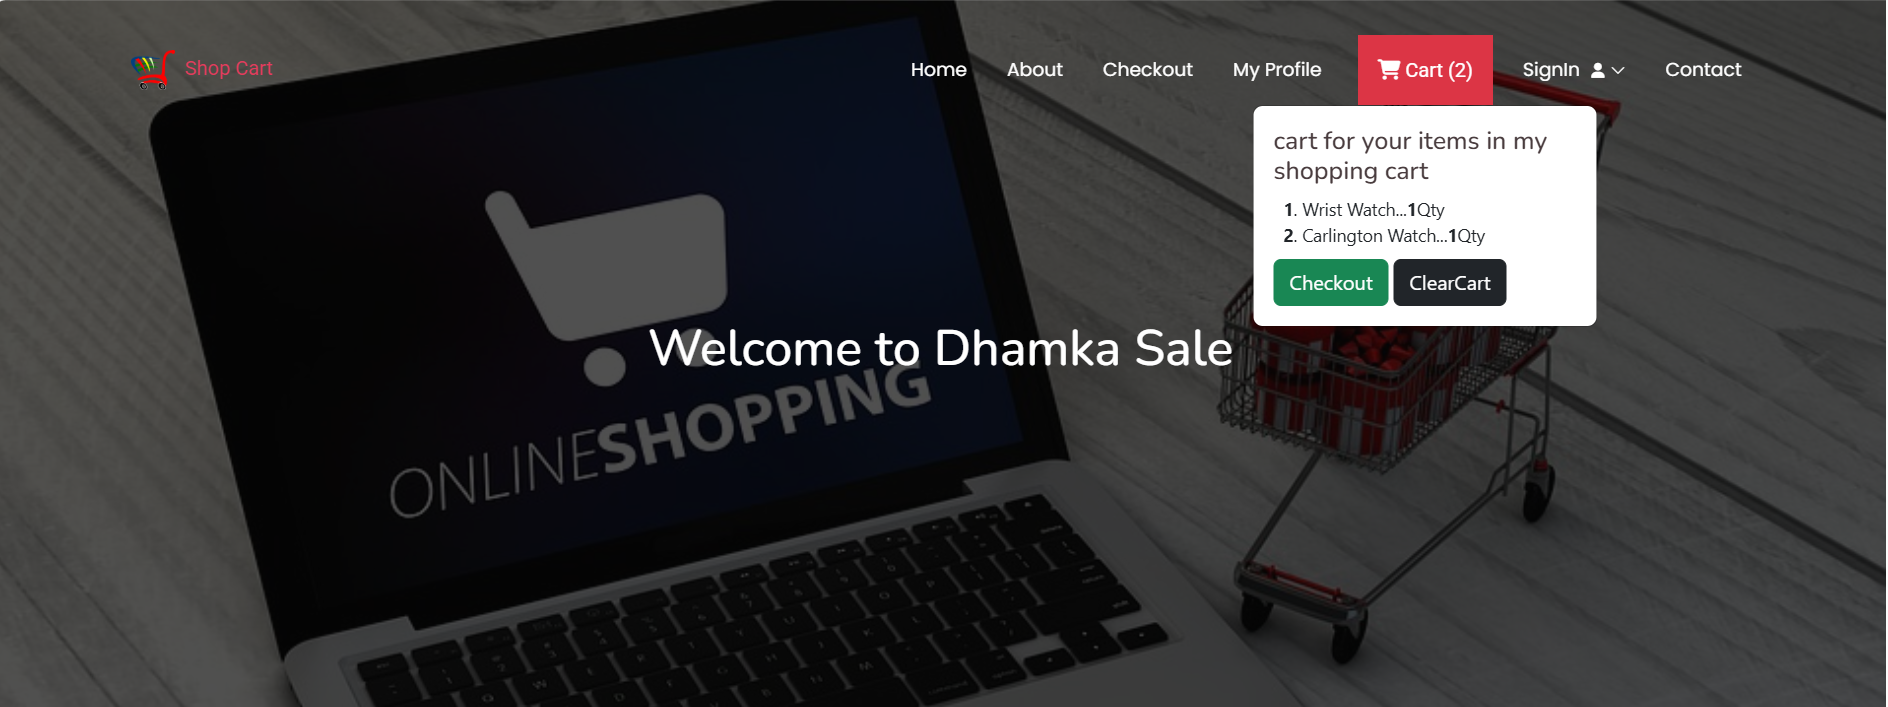 Shop Cart
Home About Checkout My Profile Cart (2) SignIn Contact
cart for your items in my
shopping cart
1. Wrist Watch...1Qty
2. Carlington Watch...1Qty
Checkout ClearCart
Welcome to Dhamka Sale
ONLINESHOPPING